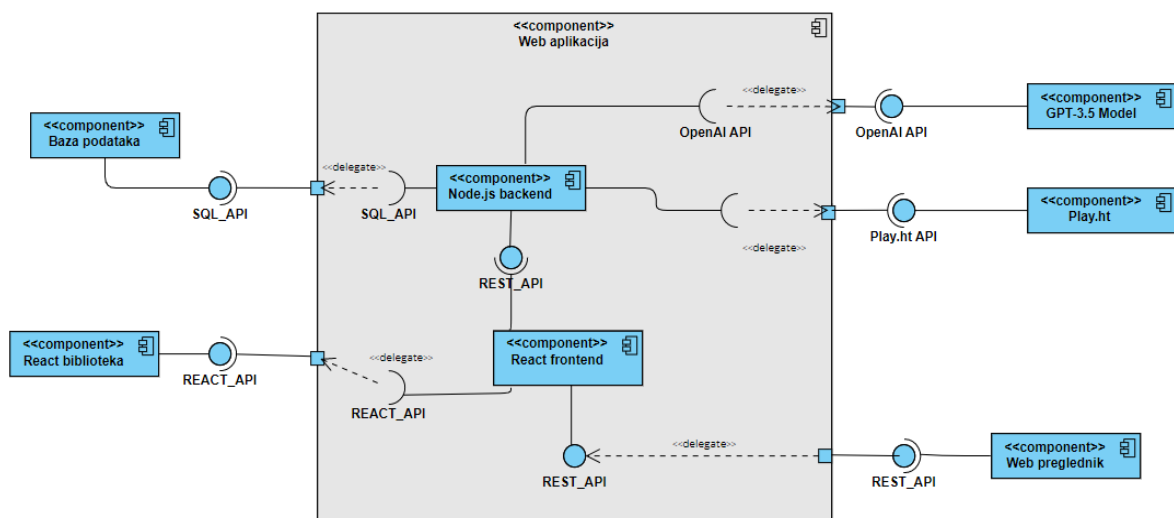 <<component>>
Web aplikacija
<<delegate>>
OpenAI API
OpenAI API
<<component>>
GPT-3.5 Model
<<component>>
Baza podataka
SQL_API
<<delegate>>
SQL_API
<<component>>
Node.js backend
<<delegate>>
Play.ht API
<<component>>
Play.ht
REST_API
<<component>>
React biblioteka
REACT_API
<<delegate>>
REACT_API
<<component>>
React frontend
REST_API
<<delegate>>
REST_API
<<component>>
Web preglednik